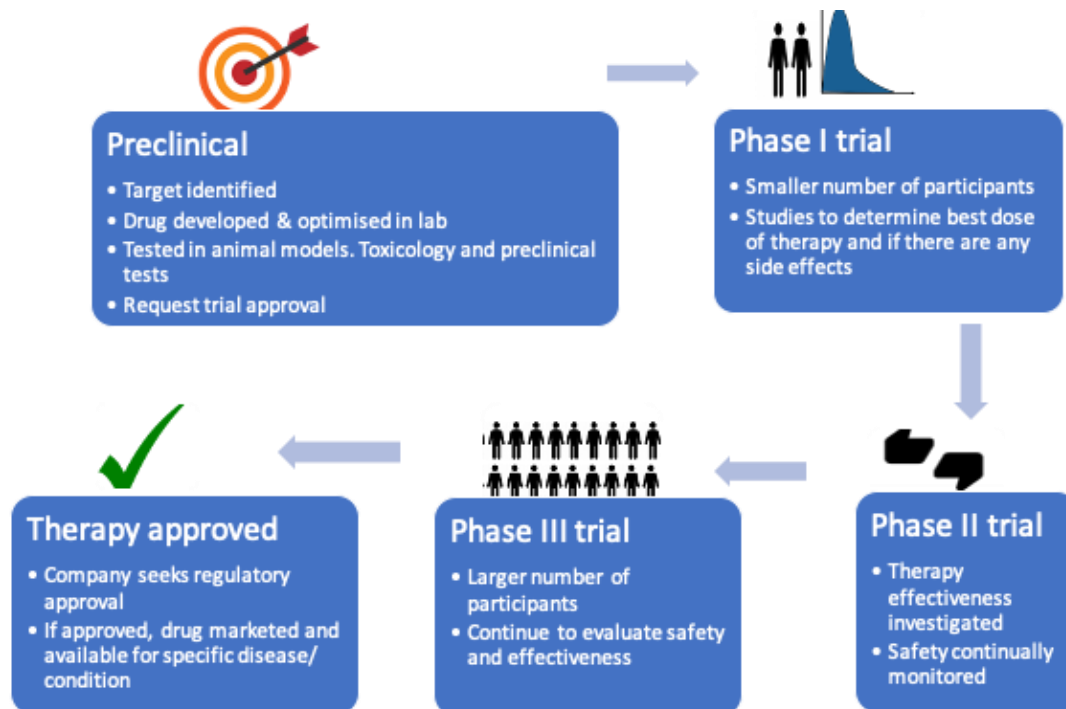 Preclinical
• Target identified
• Drug developed & optimised in lab
• Tested in animal models. Toxicology and preclinical
tests
• Request trial approval
Phase I trial
• Smaller number of participants
• Studies to determine best dose
of therapy and if there are any
side effects
Phase II trial
• Therapy
effectiveness
investigated
• Safety continually
monitored
Phase III trial
• Larger number of
participants
• Continue to evaluate safety
and effectiveness
Therapy approved
• Company seeks regulatory
approval
• If approved, drug marketed and
available for specific disease/
condition